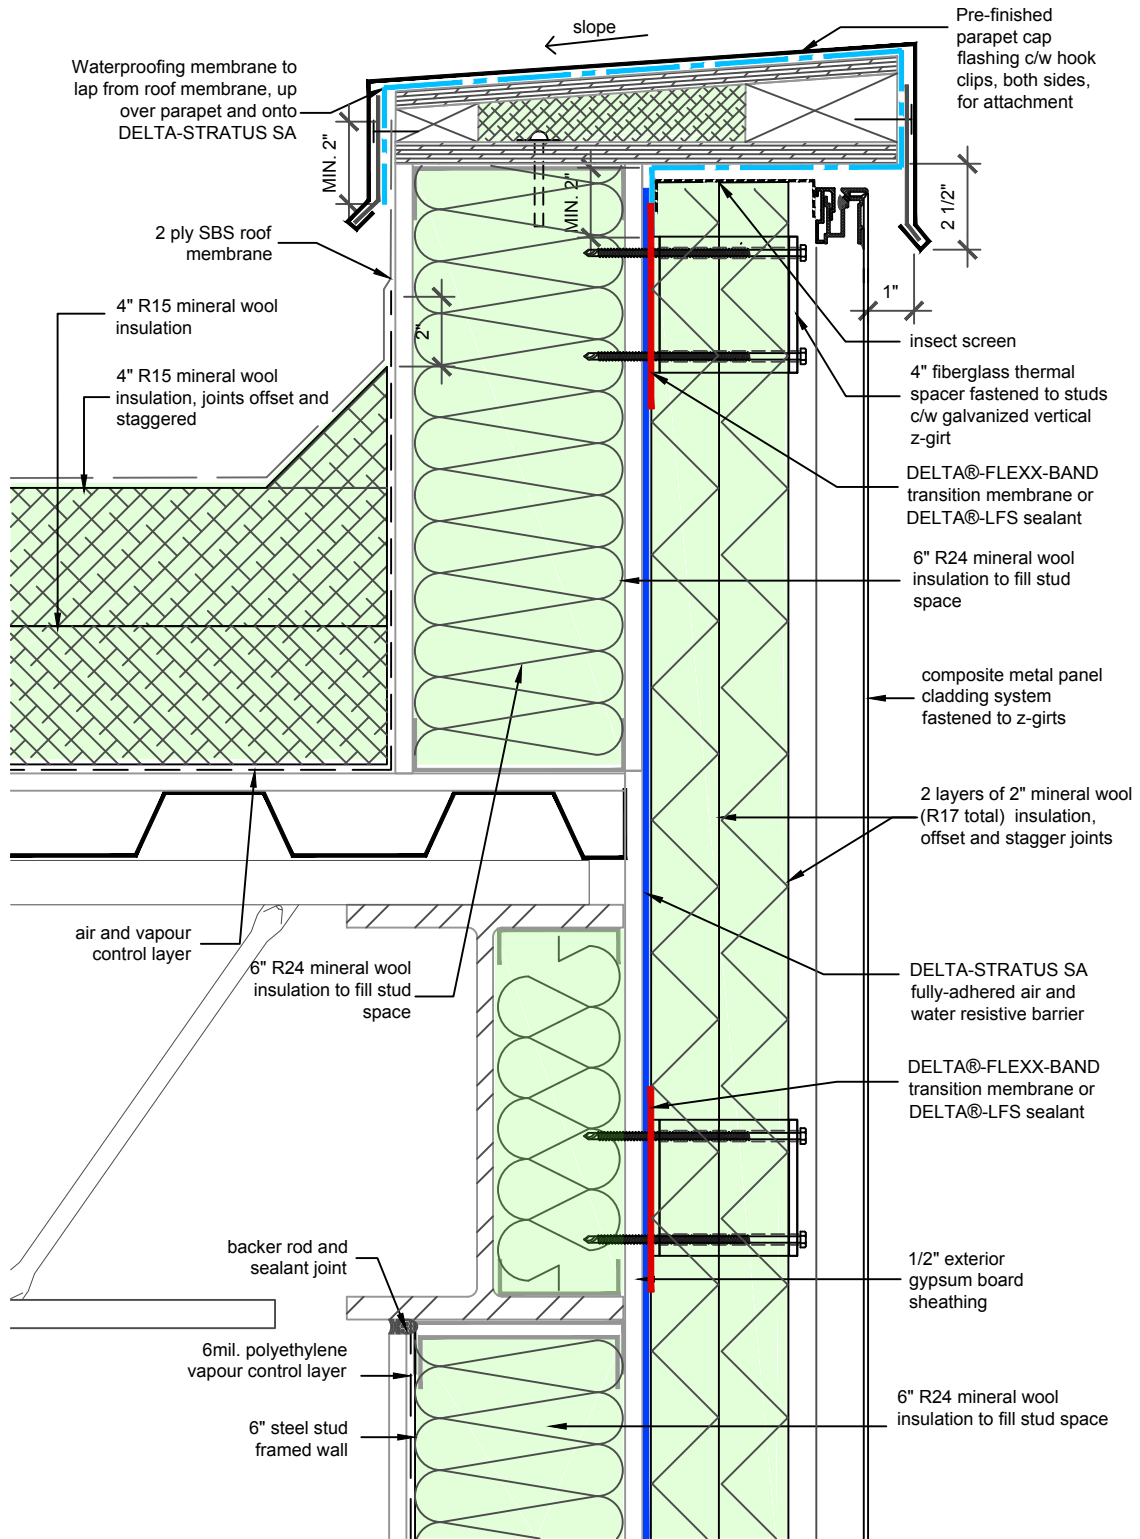 slope
Pre-finished
parapet cap
flashing c/w hook
clips, both sides,
for attachment
Waterproofing membrane to
lap from roof membrane, up
over parapet and onto
DELTA-STRATUS SA
MIN. 2"
MIN. 2"
2 1/2"
2 ply SBS roof
membrane
1"
4" R15 mineral wool
insulation
2"
insect screen
4" R15 mineral wool
insulation, joints offset and
staggered
4" fiberglass thermal
spacer fastened to studs
c/w galvanized vertical
z-girt
DELTA®-FLEXX-BAND
transition membrane or
DELTA®-LFS sealant
6" R24 mineral wool
insulation to fill stud
space
composite metal panel
cladding system
fastened to z-girts
2 layers of 2" mineral wool
(R17 total) insulation,
offset and stagger joints
air and vapour
control layer
6" R24 mineral wool
insulation to fill stud
space
DELTA-STRATUS SA
fully-adhered air and
water resistive barrier
DELTA®-FLEXX-BAND
transition membrane or
DELTA®-LFS sealant
backer rod and
sealant joint
1/2" exterior
gypsum board
sheathing
6mil. polyethylene
vapour control layer
6" R24 mineral wool
insulation to fill stud space
6" steel stud
framed wall